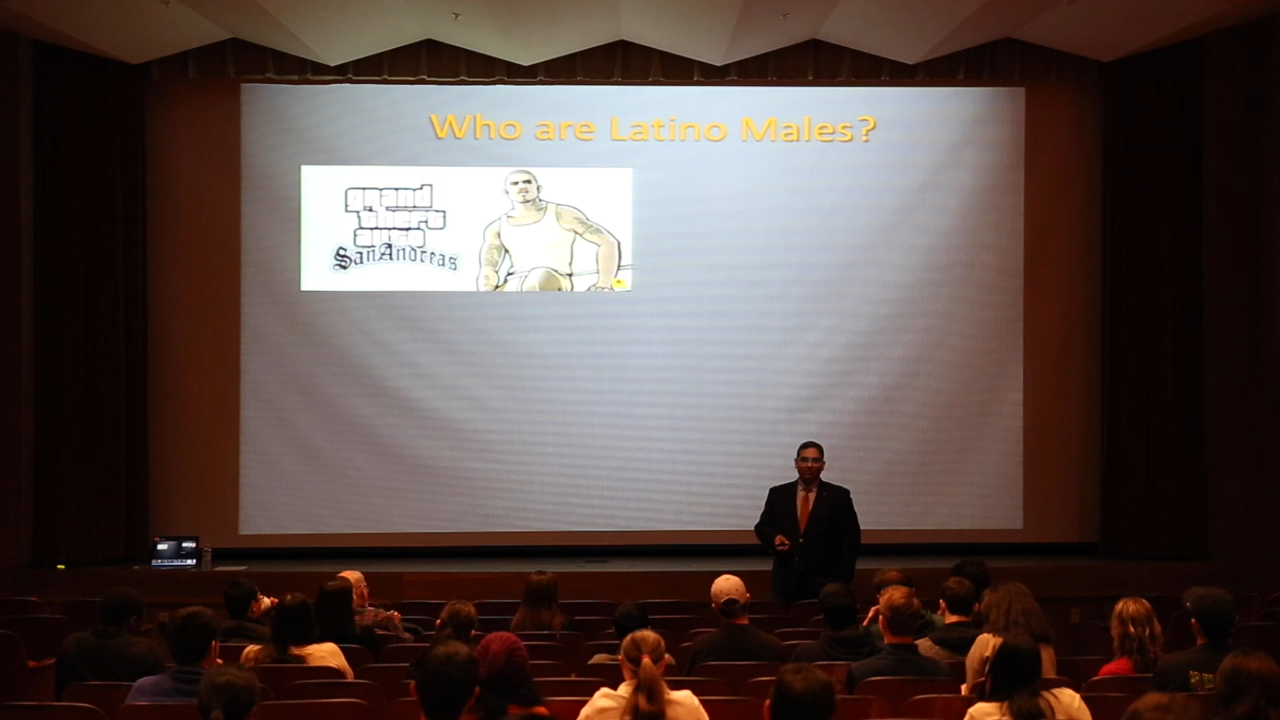 Who are Latino Males?
grand
theft
auto
San Andreas